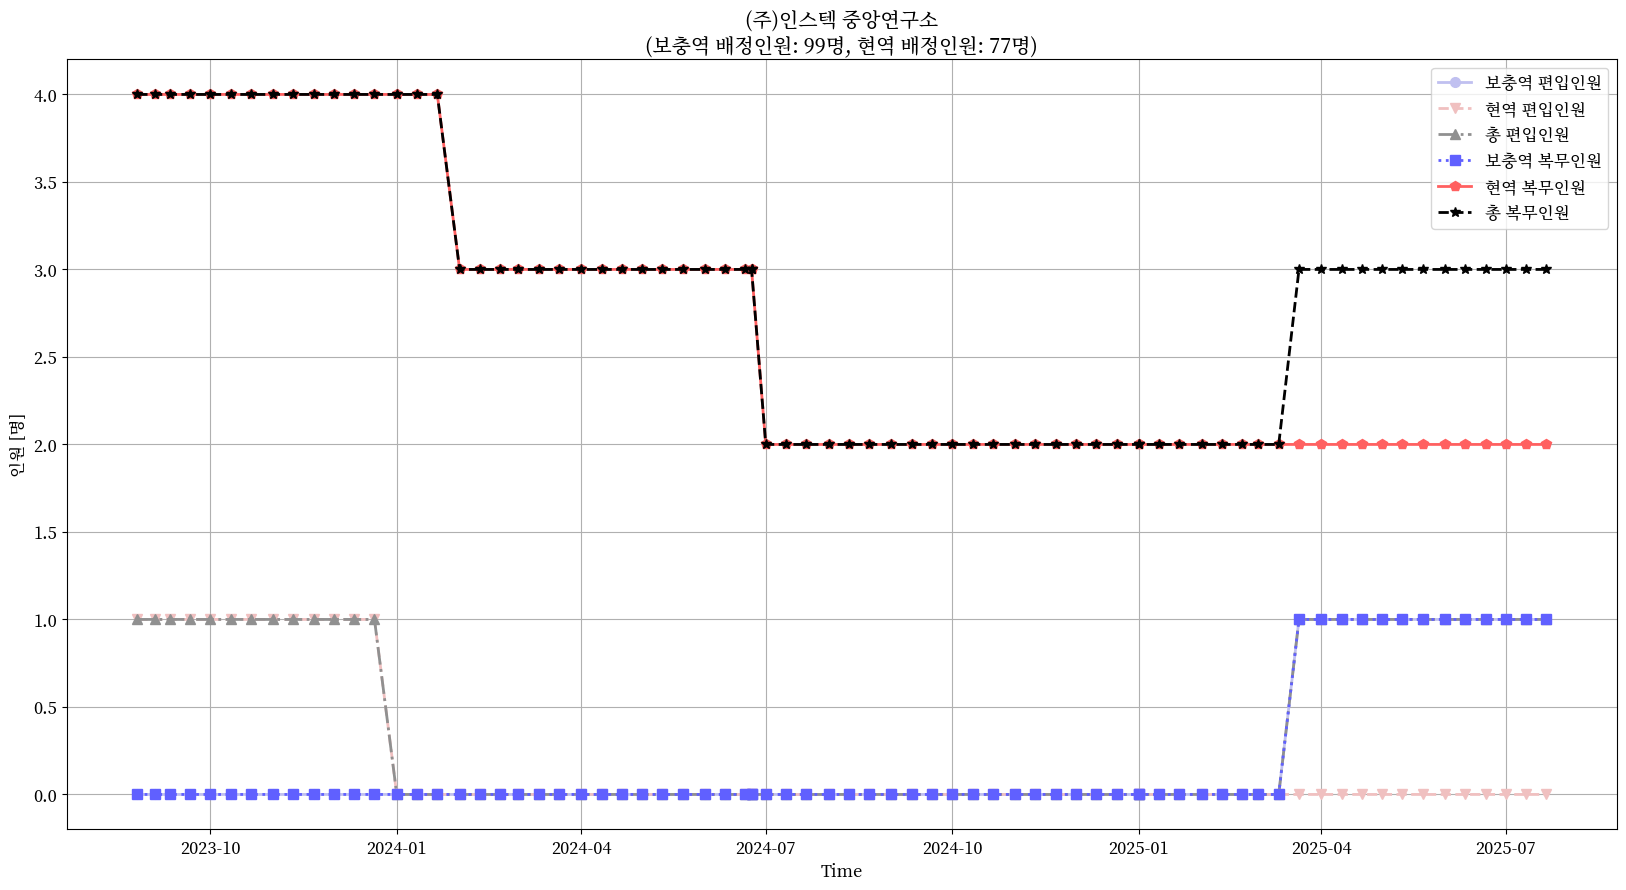 (주)인스텍 중앙연구소
(보충역 배정인원: 99명, 현역 배정인원: 77명)
보충역 편입인원
현역 편입인원
총 편입인원
보충역 복무인원
현역 복무인원
총 복무인원
인원 [명]
4.0
3.5
3.0
2.5
2.0
1.5
1.0
0.5
0.0
2023-10
2024-01
2024-04
2024-07
2024-10
2025-01
2025-04
2025-07
Time